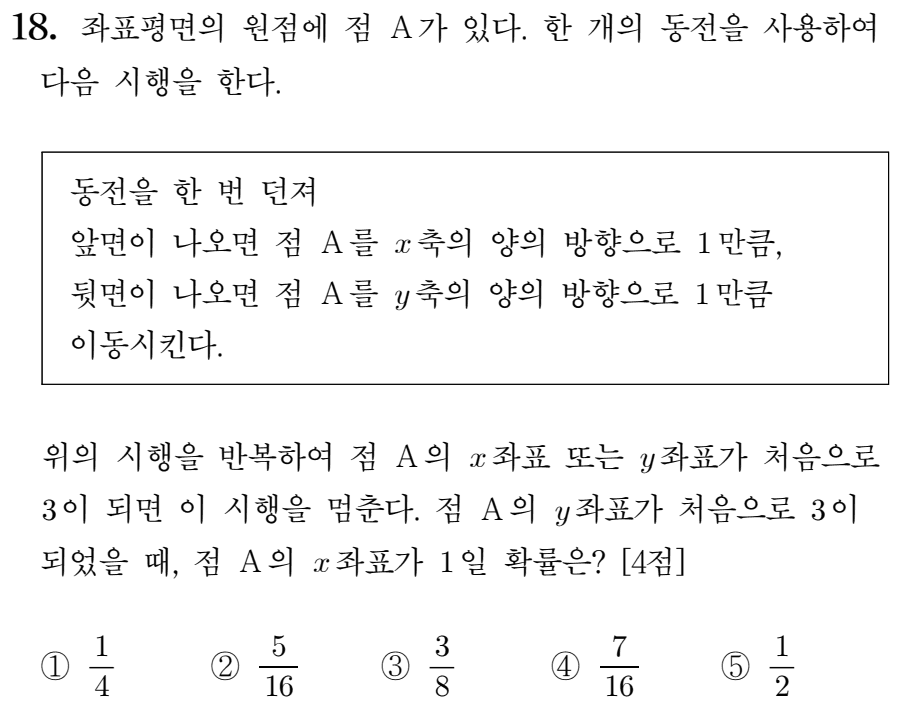 18. 좌표평면의 원점에 점 A가 있다. 한 개의 동전을 사용하여
다음 시행을 한다.
동전을 한 번 던져
앞면이 나오면 점 A를 x축의 양의 방향으로 1만큼,
뒷면이 나오면 점 A를 y축의 양의 방향으로 1만큼
이동시킨다.
위의 시행을 반복하여 점 A의 x좌표 또는 y좌표가 처음으로
3이 되면 이 시행을 멈춘다. 점 A의 y좌표가 처음으로 3이
되었을 때, 점 A의 x좌표가 1일 확률은? [4점]
① 1/4 ② 5/16 ③ 3/8 ④ 7/16 ⑤ 1/2